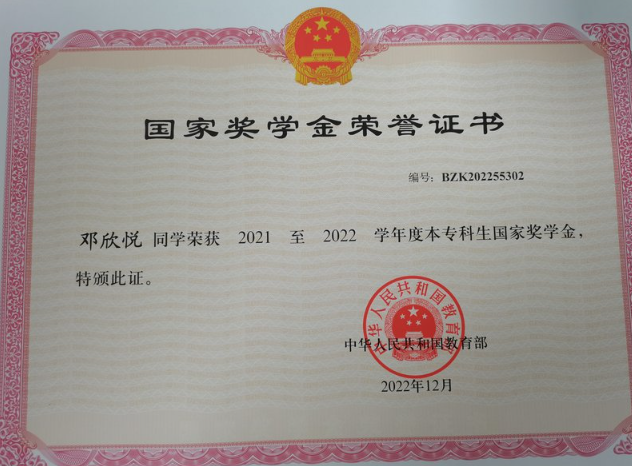 国家奖学金荣誉证书
编号：BZK202255302
邓欣悦 同学荣获 2021 至 2022 学年度本专科生国家奖学金，
特颁此证。
中华人民共和国教育部
中华人民共和国教育部
2022年12月